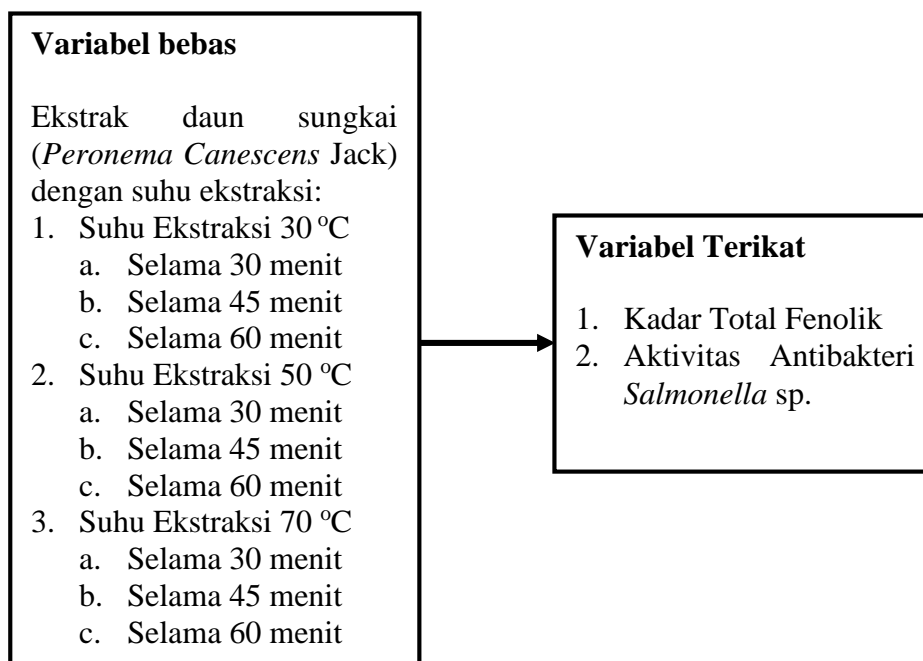 Variabel bebas
Ekstrak daun sungkai
(Peronema Canescens Jack)
dengan suhu ekstraksi:
1. Suhu Ekstraksi 30 ºC
a. Selama 30 menit
b. Selama 45 menit
c. Selama 60 menit
2. Suhu Ekstraksi 50 ºC
a. Selama 30 menit
b. Selama 45 menit
c. Selama 60 menit
3. Suhu Ekstraksi 70 ºC
a. Selama 30 menit
b. Selama 45 menit
c. Selama 60 menit
Variabel Terikat
1. Kadar Total Fenolik
2. Aktivitas Antibakteri
Salmonella sp.